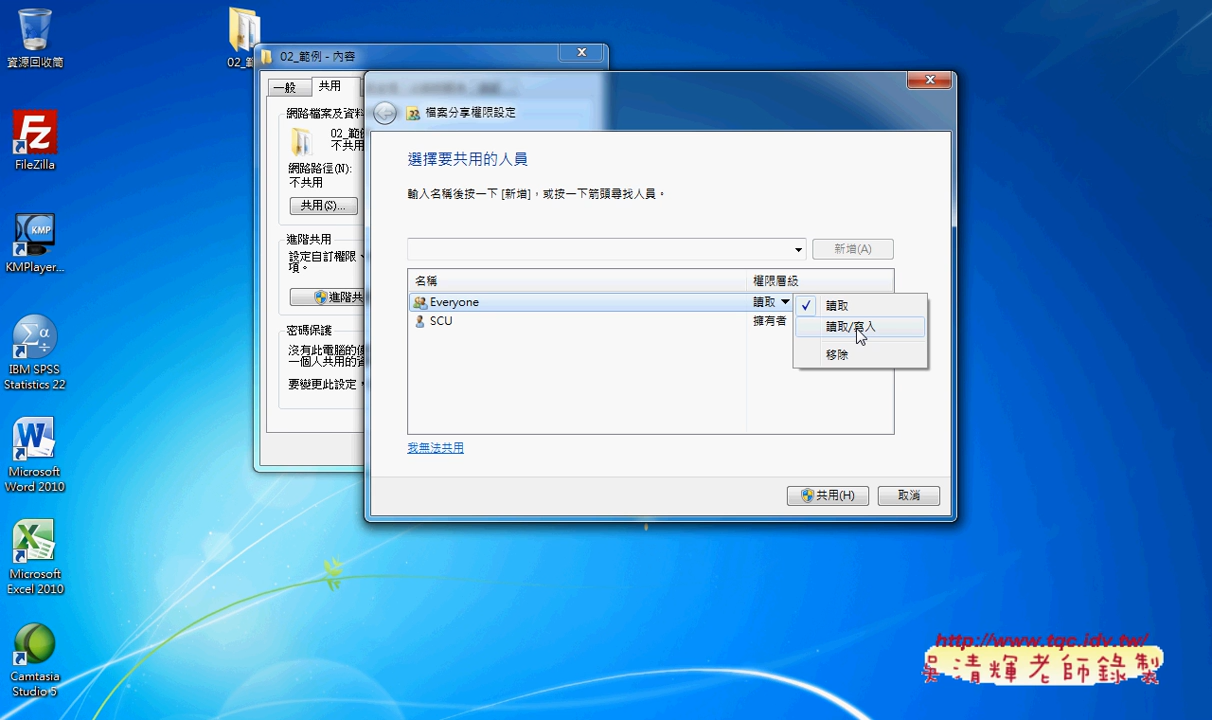 資源回收筒
FileZilla
KMPlayer...
IBM SPSS
Statistics 22
Microsoft
Word 2010
Microsoft
Excel 2010
Camtasia
Studio 5
02_範
02_範例 - 內容
一般
共用
網路檔案及資料
02_範例
不共用
網路路徑(N):
不共用
共用(S)...
進階共用
設定自訂權限、
項。
進階共
密碼保護
沒有此電腦的使
一個人共用的資
要變更此設定，
檔案分享權限設定
選擇要共用的人員
輸入名稱後按一下 [新增]，或按一下箭頭尋找人員。
新增(A)
名稱
權限層級
Everyone
讀取
SCU
擁有者
讀取
讀取/寫入
移除
我無法共用
共用(H)
取消
http://www.tqc.idv.tw/
吳清輝老師錄製